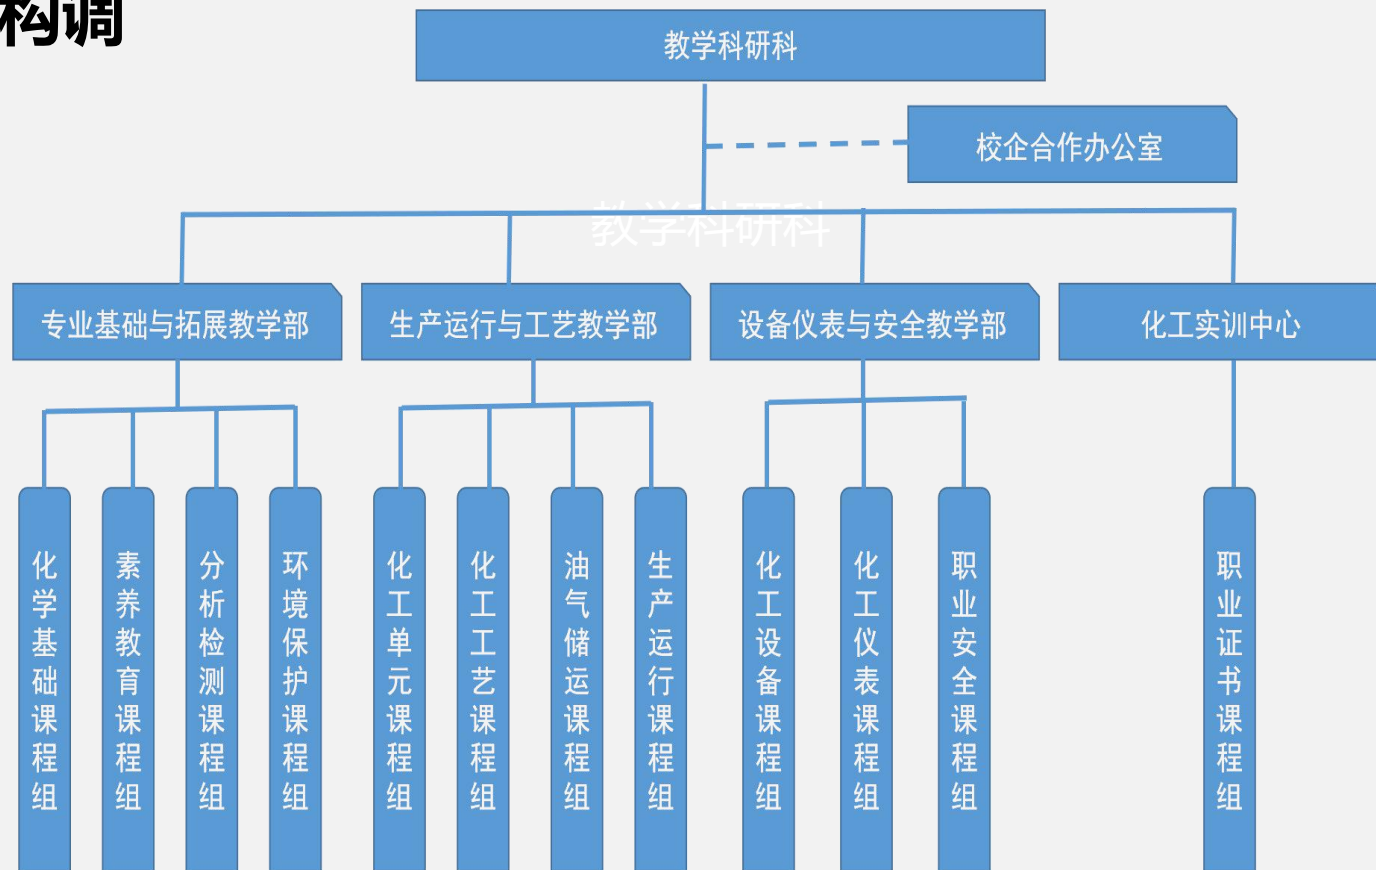 构调
教学科研科
校企合作办公室
教学科研科
专业基础与拓展教学部
生产运行与工艺教学部
设备仪表与安全教学部
化工实训中心
化学基础课程组
素养教育课程组
分析检测课程组
环境保护课程组
化工单元课程组
化工工艺课程组
油气储运课程组
生产运行课程组
化工设备课程组
化工仪表课程组
职业安全课程组
职业证书课程组